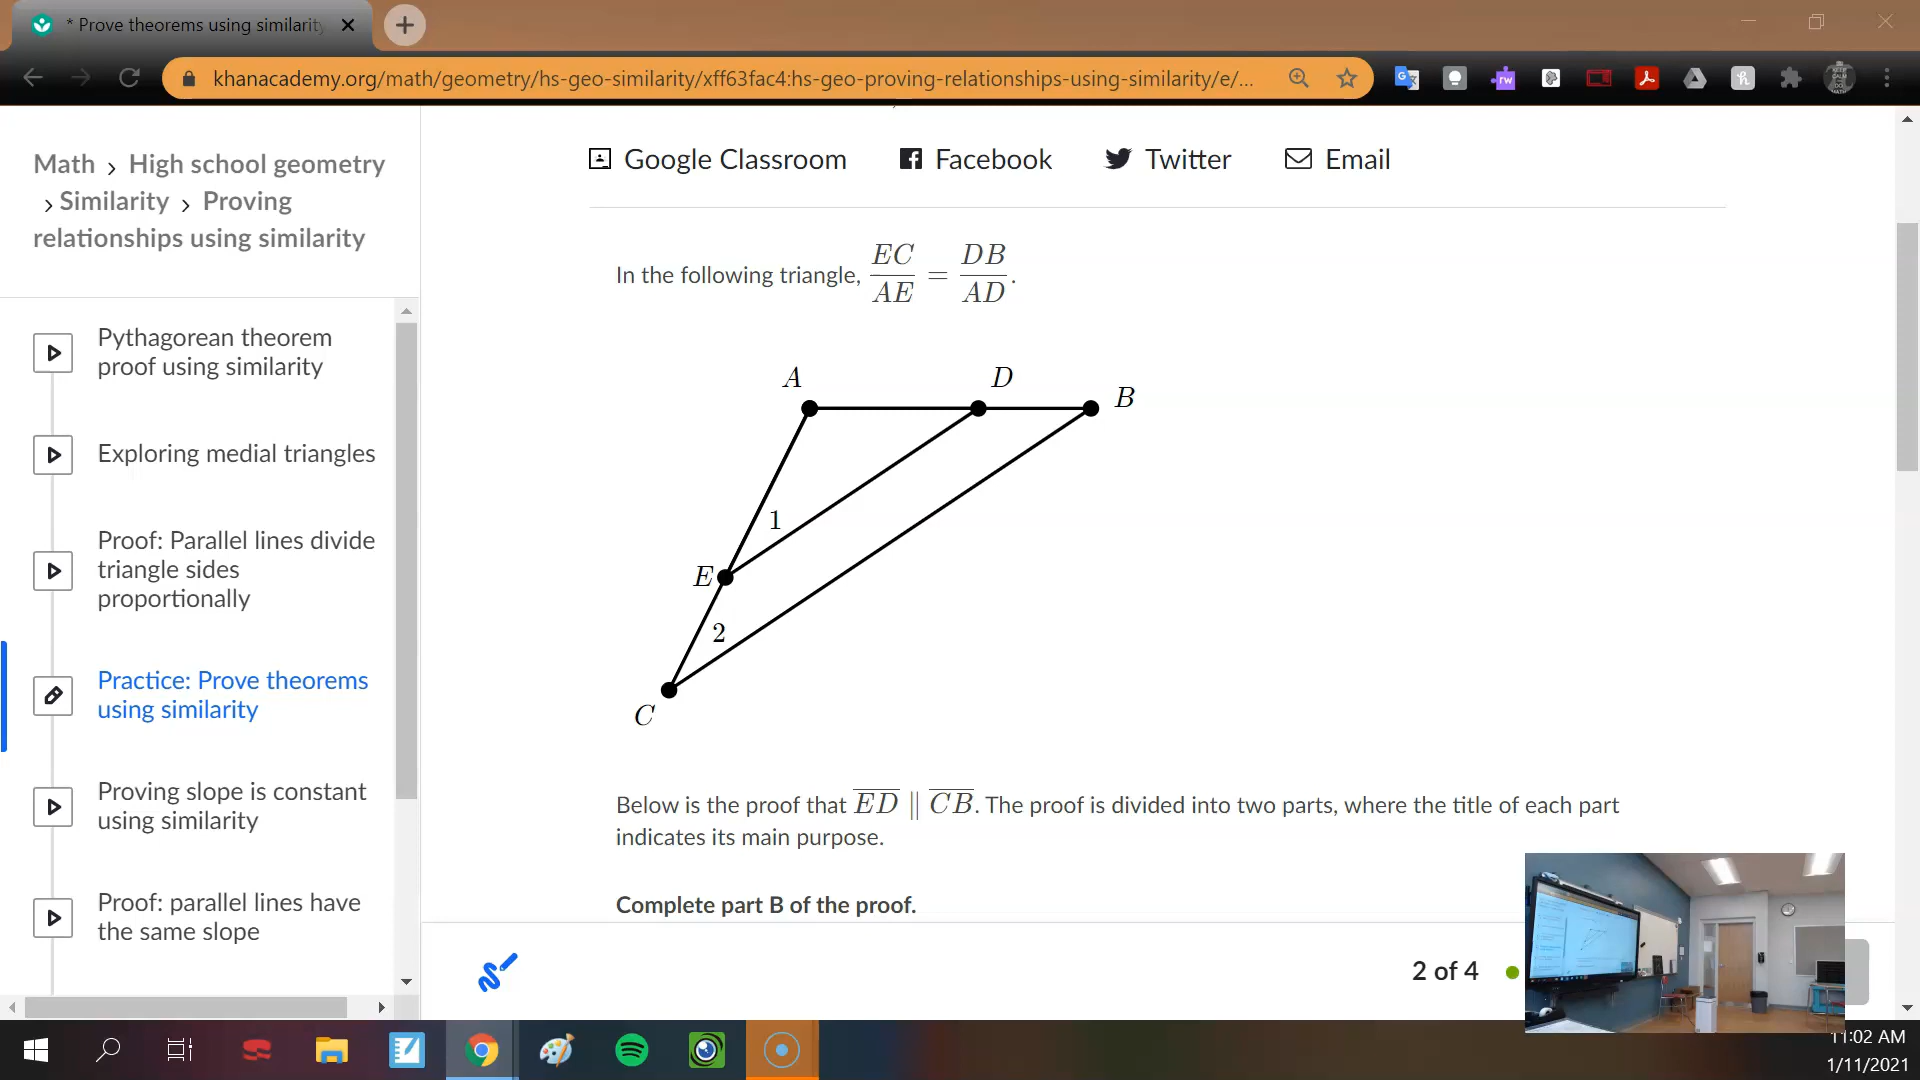 * Prove theorems using similarity
khanacademy.org/math/geometry/hs-geo-similarity/xff63fac4:hs-geo-proving-relationships-using-similarity/e/...
rw
Math › High school geometry
› Similarity › Proving
relationships using similarity
Pythagorean theorem
proof using similarity
Exploring medial triangles
Proof: Parallel lines divide
triangle sides
proportionally
Practice: Prove theorems
using similarity
Proving slope is constant
using similarity
Proof: parallel lines have
the same slope
Google Classroom Facebook Twitter Email
In the following triangle, EC/AE = DB/AD.
A D B
1
E
2
C
Below is the proof that ED ∥ CB. The proof is divided into two parts, where the title of each part
indicates its main purpose.
Complete part B of the proof.
2 of 4
11:02 AM
1/11/2021